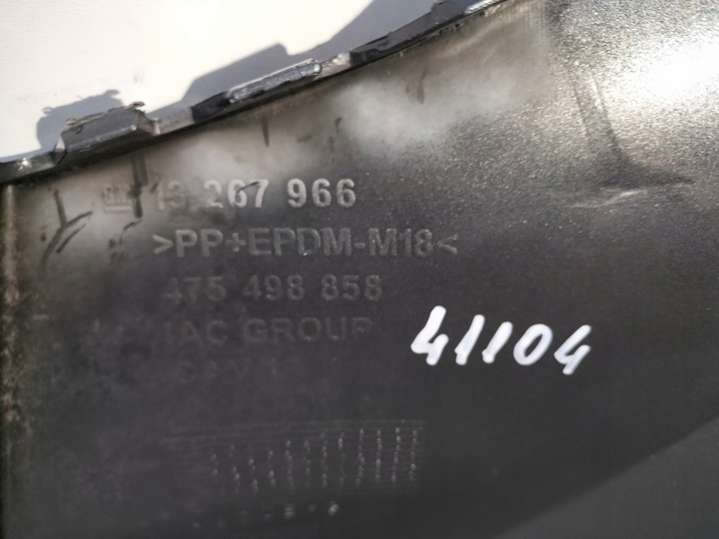 13 267 966
>PP+EPDM-M18<
475 498 858
IAC GROUP
41104